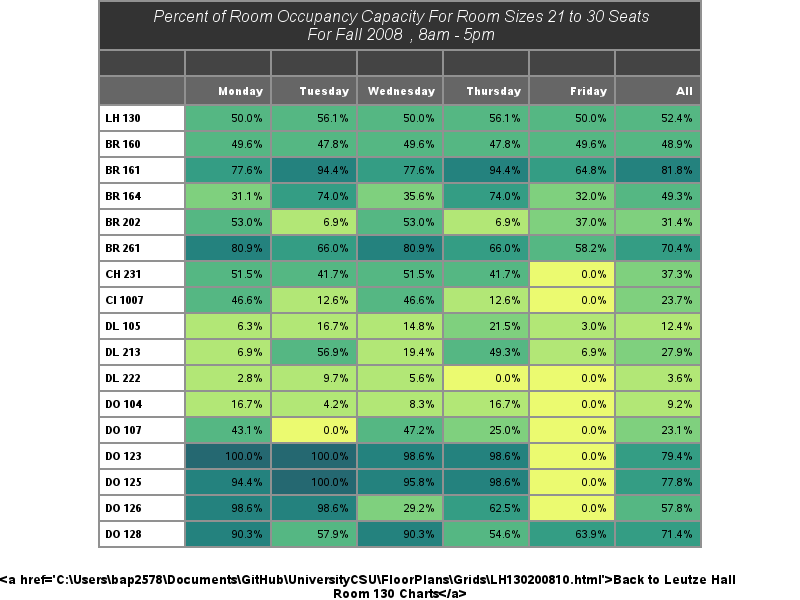 Percent of Room Occupancy Capacity For Room Sizes 21 to 30 Seats
For Fall 2008 , 8am - 5pm
Monday Tuesday Wednesday Thursday Friday All
LH 130 50.0% 56.1% 50.0% 56.1% 50.0% 52.4%
BR 160 49.6% 47.8% 49.6% 47.8% 49.6% 48.9%
BR 161 77.6% 94.4% 77.6% 94.4% 64.8% 81.8%
BR 164 31.1% 74.0% 35.6% 74.0% 32.0% 49.3%
BR 202 53.0% 6.9% 53.0% 6.9% 37.0% 31.4%
BR 261 80.9% 66.0% 80.9% 66.0% 58.2% 70.4%
CH 231 51.5% 41.7% 51.5% 41.7% 0.0% 37.3%
CI 1007 46.6% 12.6% 46.6% 12.6% 0.0% 23.7%
DL 105 6.3% 16.7% 14.8% 21.5% 3.0% 12.4%
DL 213 6.9% 56.9% 19.4% 49.3% 6.9% 27.9%
DL 222 2.8% 9.7% 5.6% 0.0% 0.0% 3.6%
DO 104 16.7% 4.2% 8.3% 16.7% 0.0% 9.2%
DO 107 43.1% 0.0% 47.2% 25.0% 0.0% 23.1%
DO 123 100.0% 100.0% 98.6% 98.6% 0.0% 79.4%
DO 125 94.4% 100.0% 95.8% 98.6% 0.0% 77.8%
DO 126 98.6% 98.6% 29.2% 62.5% 0.0% 57.8%
DO 128 90.3% 57.9% 90.3% 54.6% 63.9% 71.4%
<a href='C:\Users\bap2578\Documents\GitHub\UniversityCSU\FloorPlans\Grids\LH130200810.html'>Back to Leutze Hall
Room 130 Charts</a>